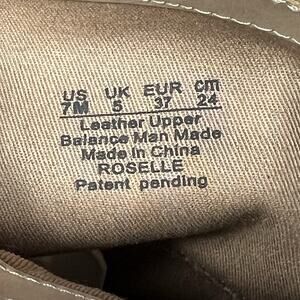 US UK EUR cm
7M 5 37 24
Leather Upper
Balance Man Made
Made in China
ROSELLE
Patent pending